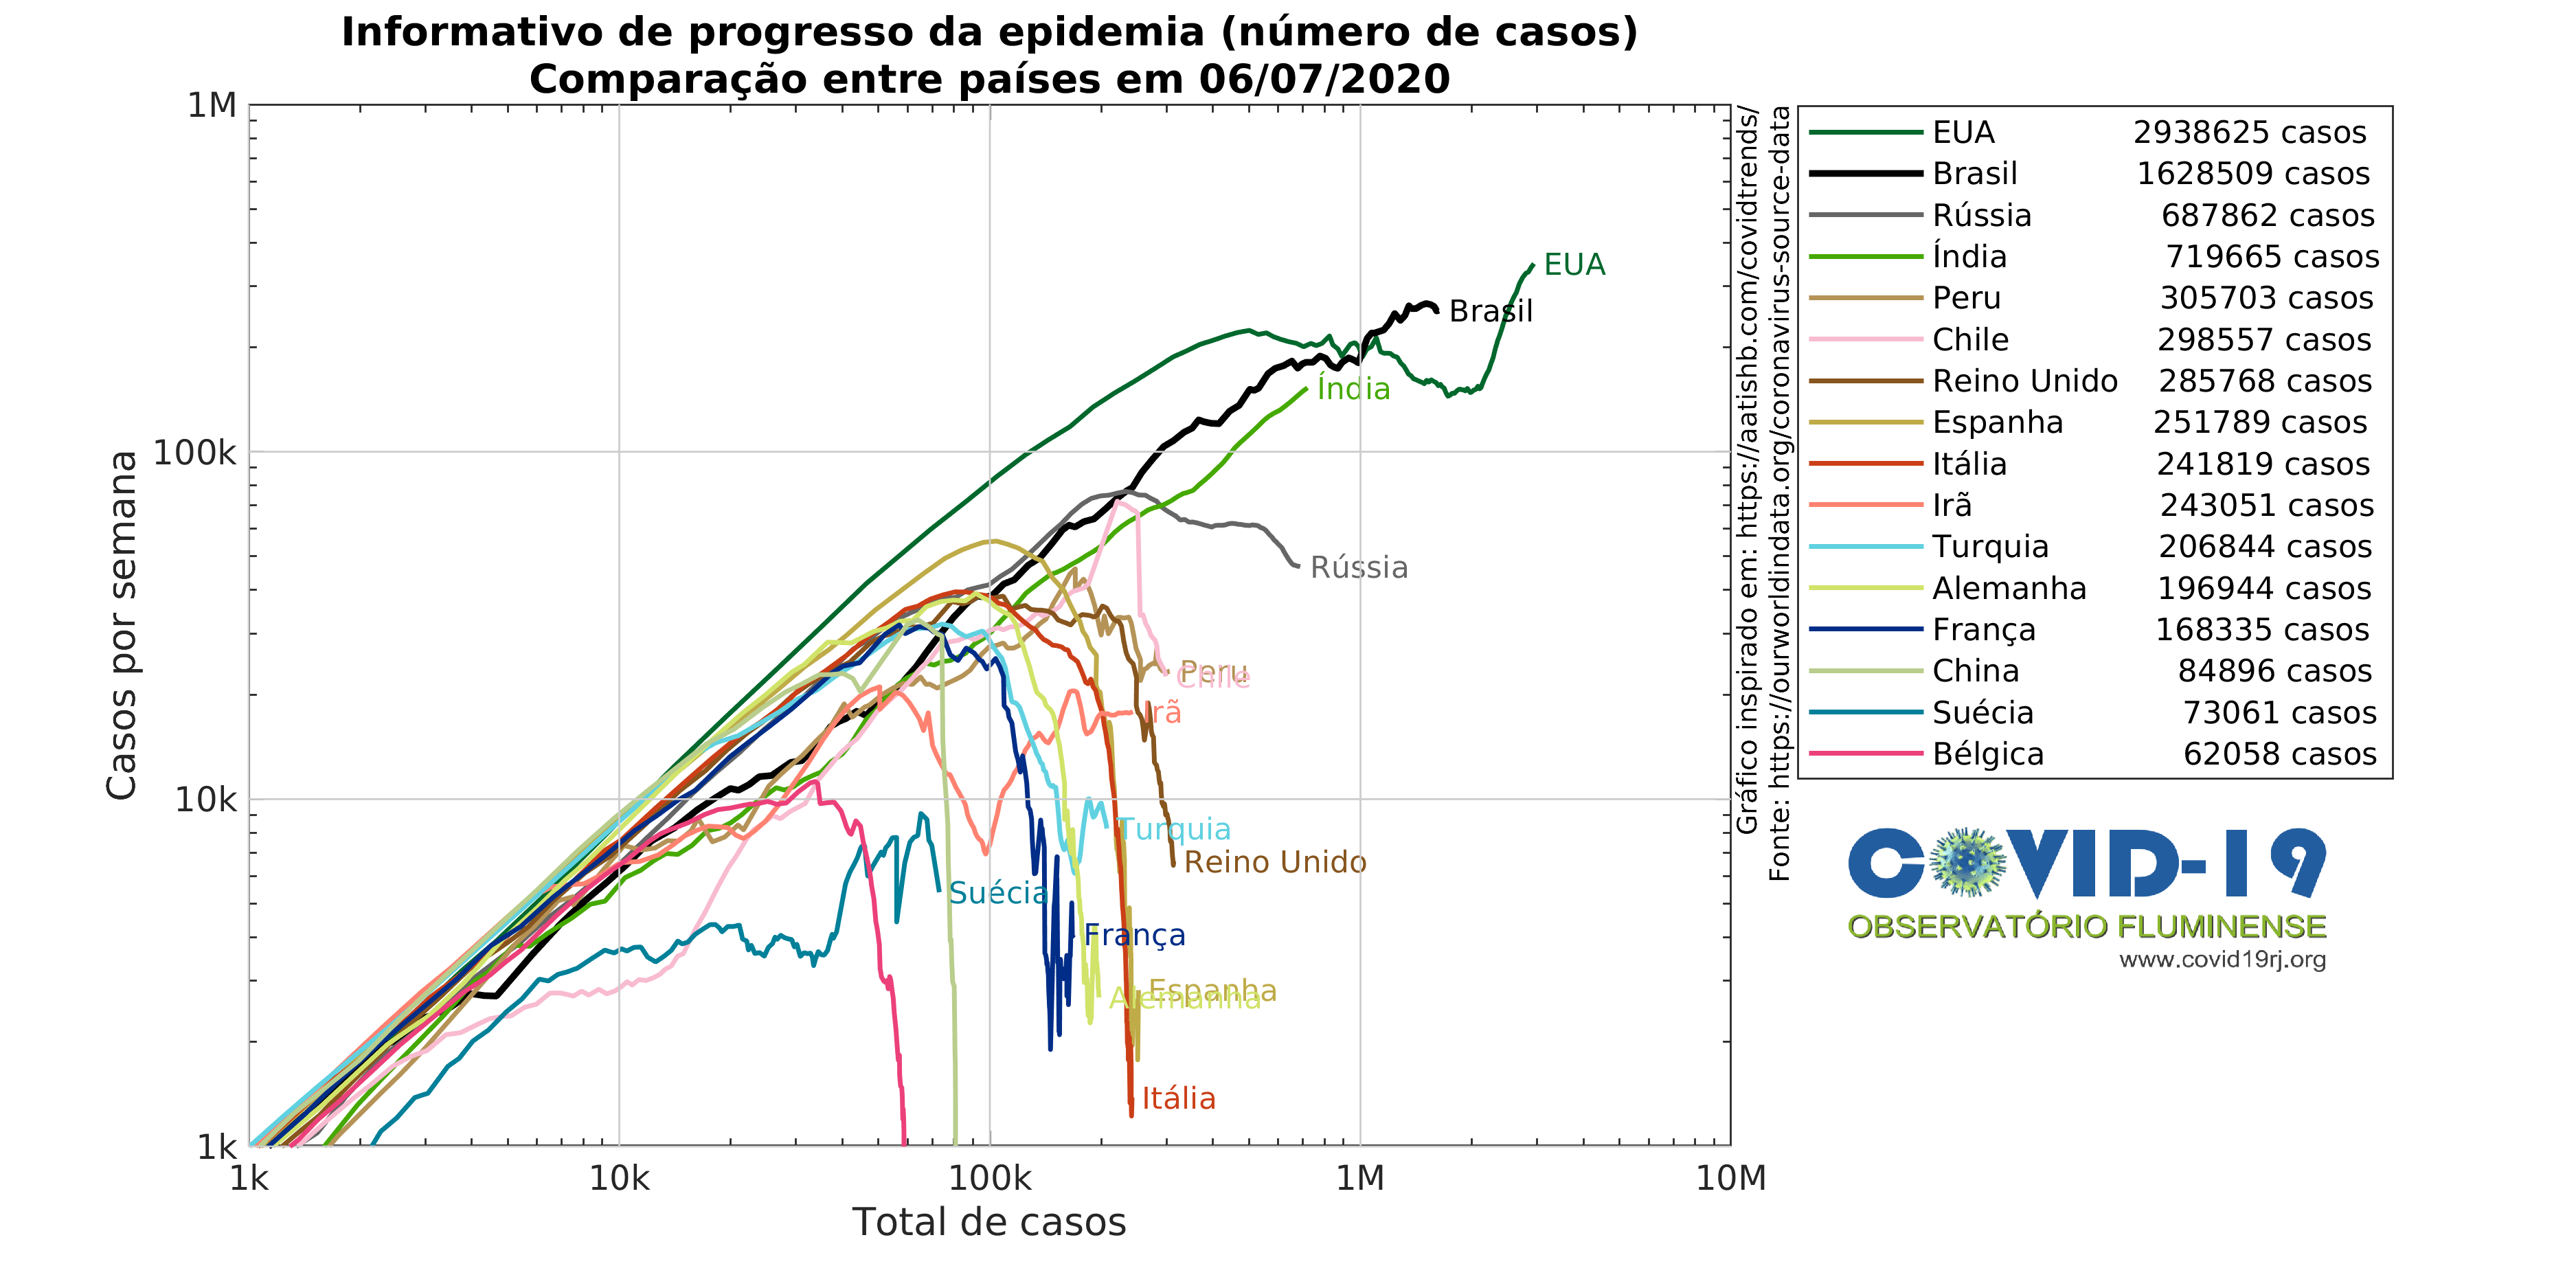 Informativo de progresso da epidemia (número de casos)
Comparação entre países em 06/07/2020
1M
100k
10k
1k
Casos por semana
1k
10k
100k
1M
10M
Total de casos
EUA
Brasil
Índia
Rússia
Peru
Chile
Irã
Turquia
Reino Unido
Suécia
França
Espanha
Alemanha
Itália
Gráfico inspirado em: https://aatishb.com/covidtrends/
Fonte: https://ourworldindata.org/coronavirus-source-data
EUA 2938625 casos
Brasil 1628509 casos
Rússia 687862 casos
Índia 719665 casos
Peru 305703 casos
Chile 298557 casos
Reino Unido 285768 casos
Espanha 251789 casos
Itália 241819 casos
Irã 243051 casos
Turquia 206844 casos
Alemanha 196944 casos
França 168335 casos
China 84896 casos
Suécia 73061 casos
Bélgica 62058 casos
COVID-19
OBSERVATÓRIO FLUMINENSE
www.covid19rj.org